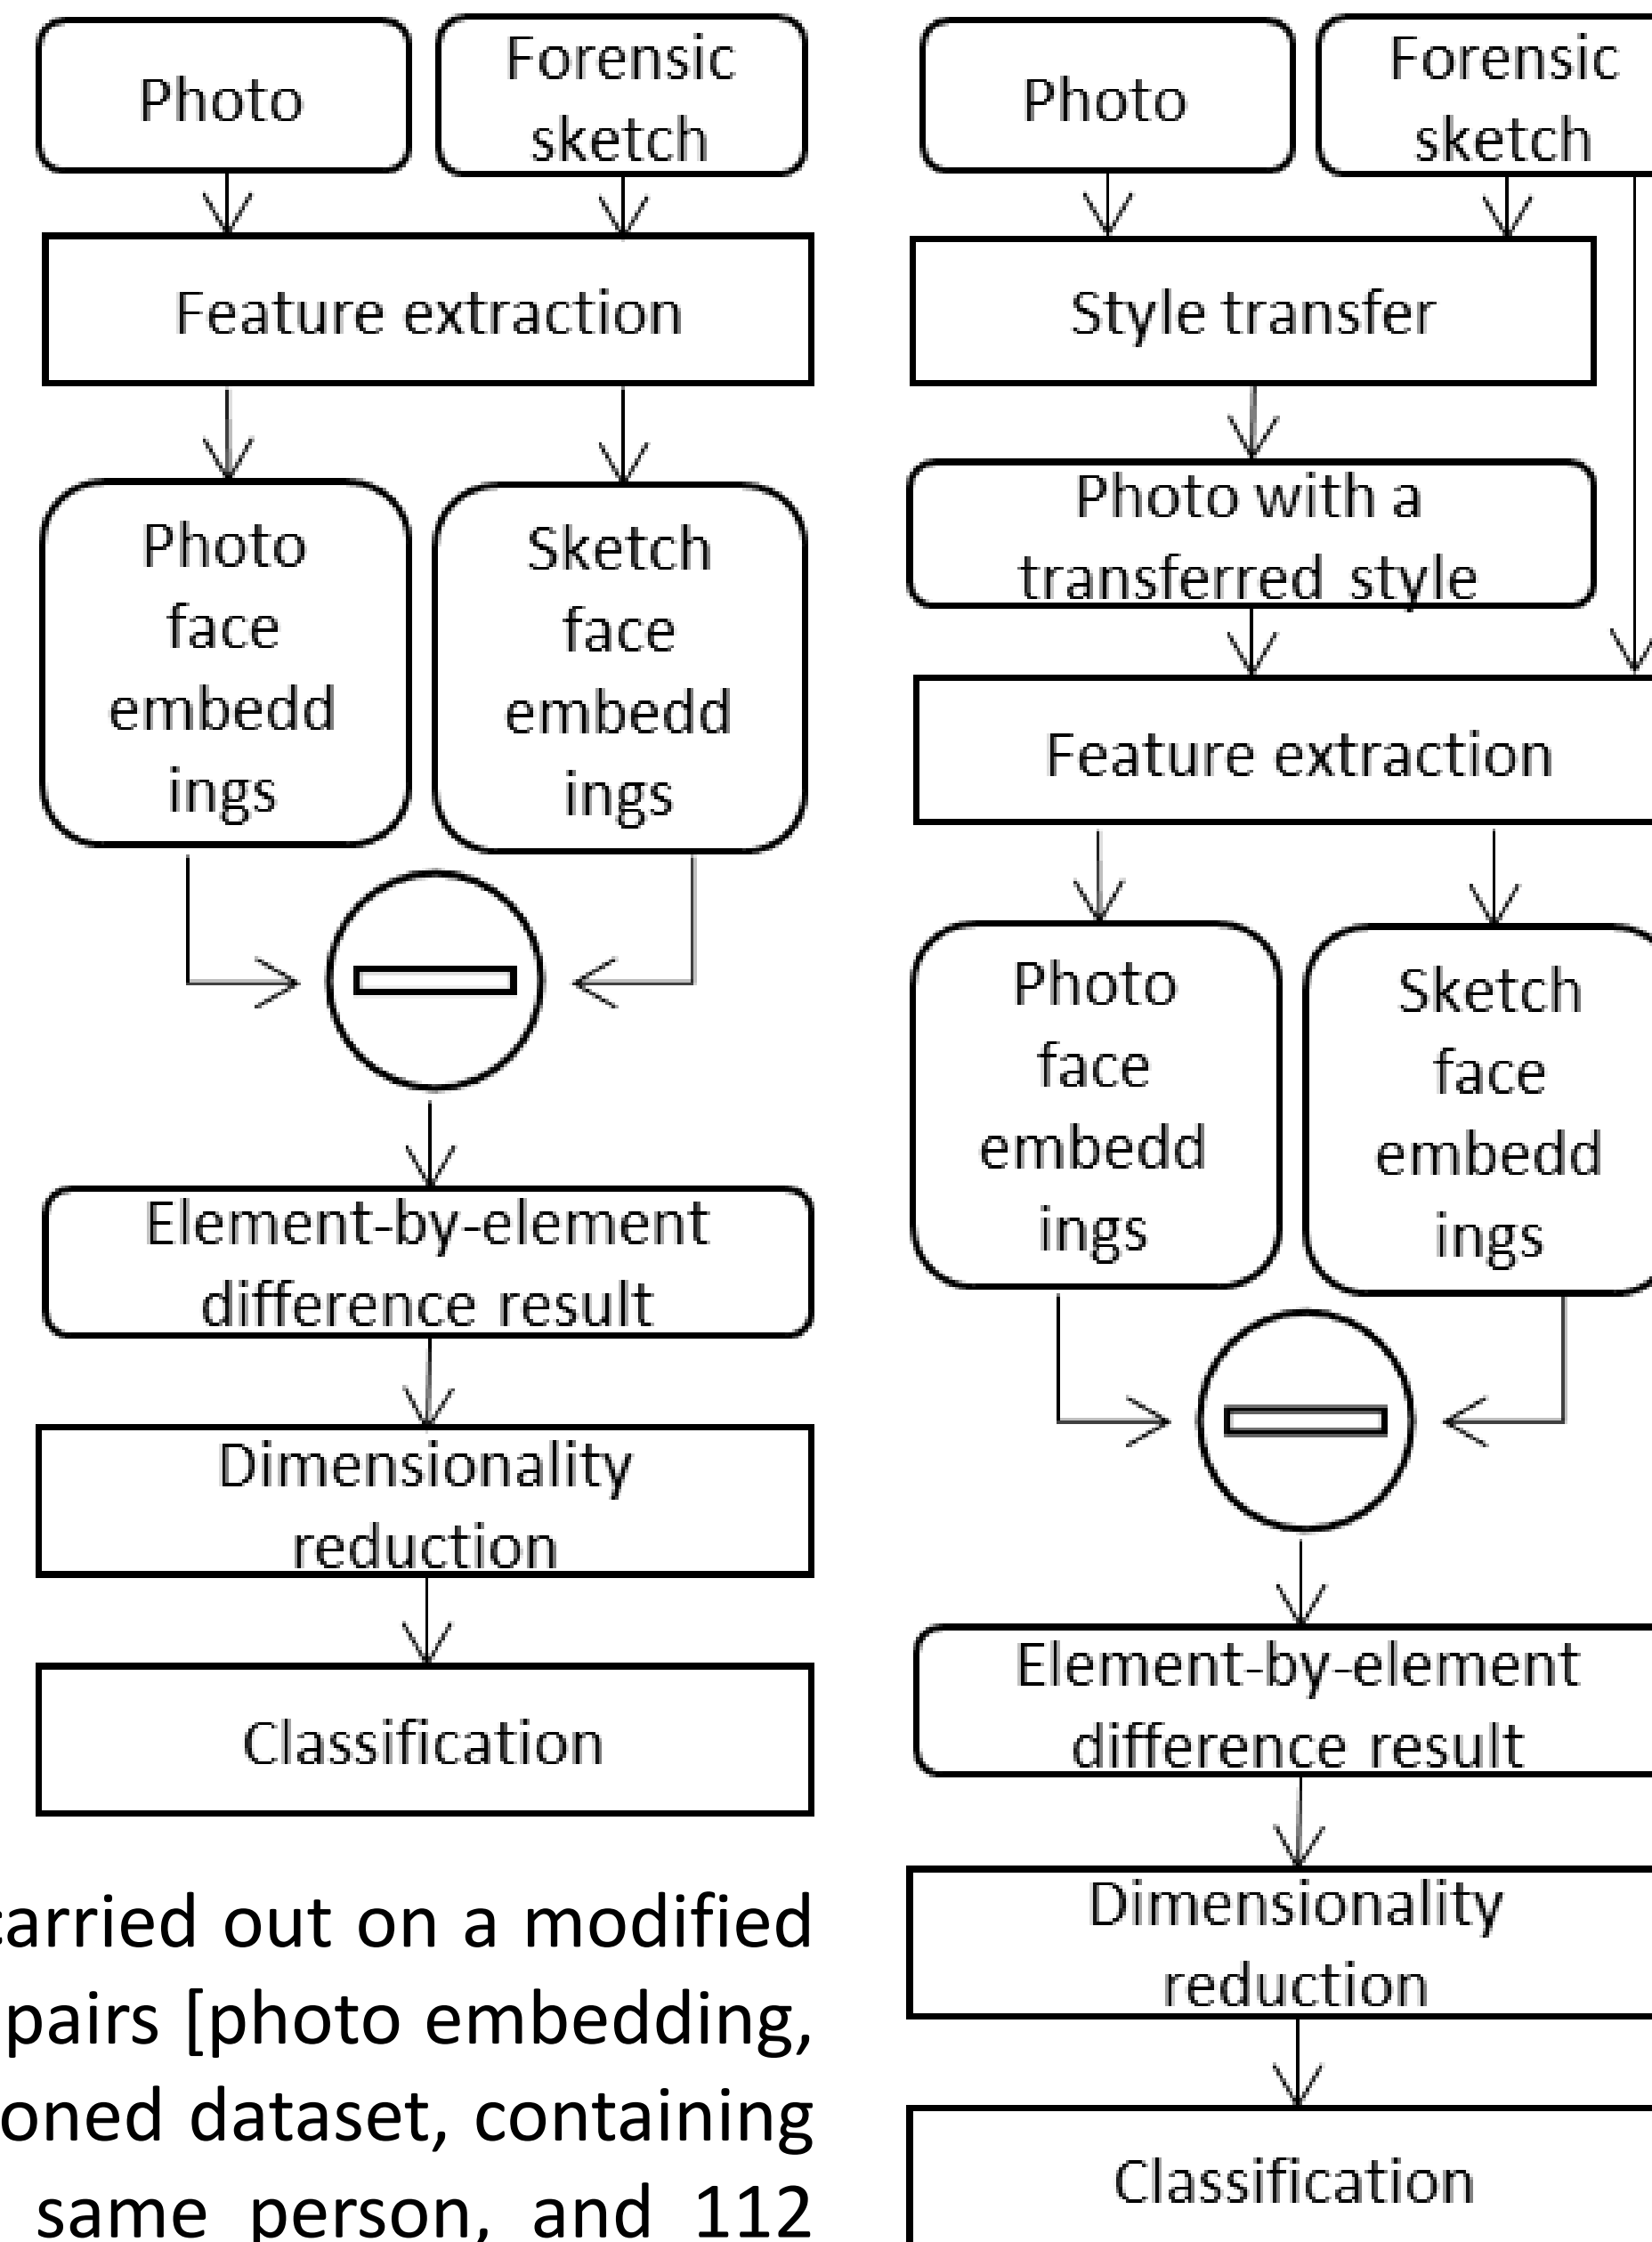 Photo
Forensic
sketch
Feature extraction
Photo
face
embedd
ings
Sketch
face
embedd
ings
Element-by-element
difference result
Dimensionality
reduction
Classification
carried out on a modified
pairs [photo embedding,
oned dataset, containing
same person, and 112
Photo
Forensic
sketch
Style transfer
Photo with a
transferred style
Feature extraction
Photo
face
embedd
ings
Sketch
face
embedd
ings
Element-by-element
difference result
Dimensionality
reduction
Classification